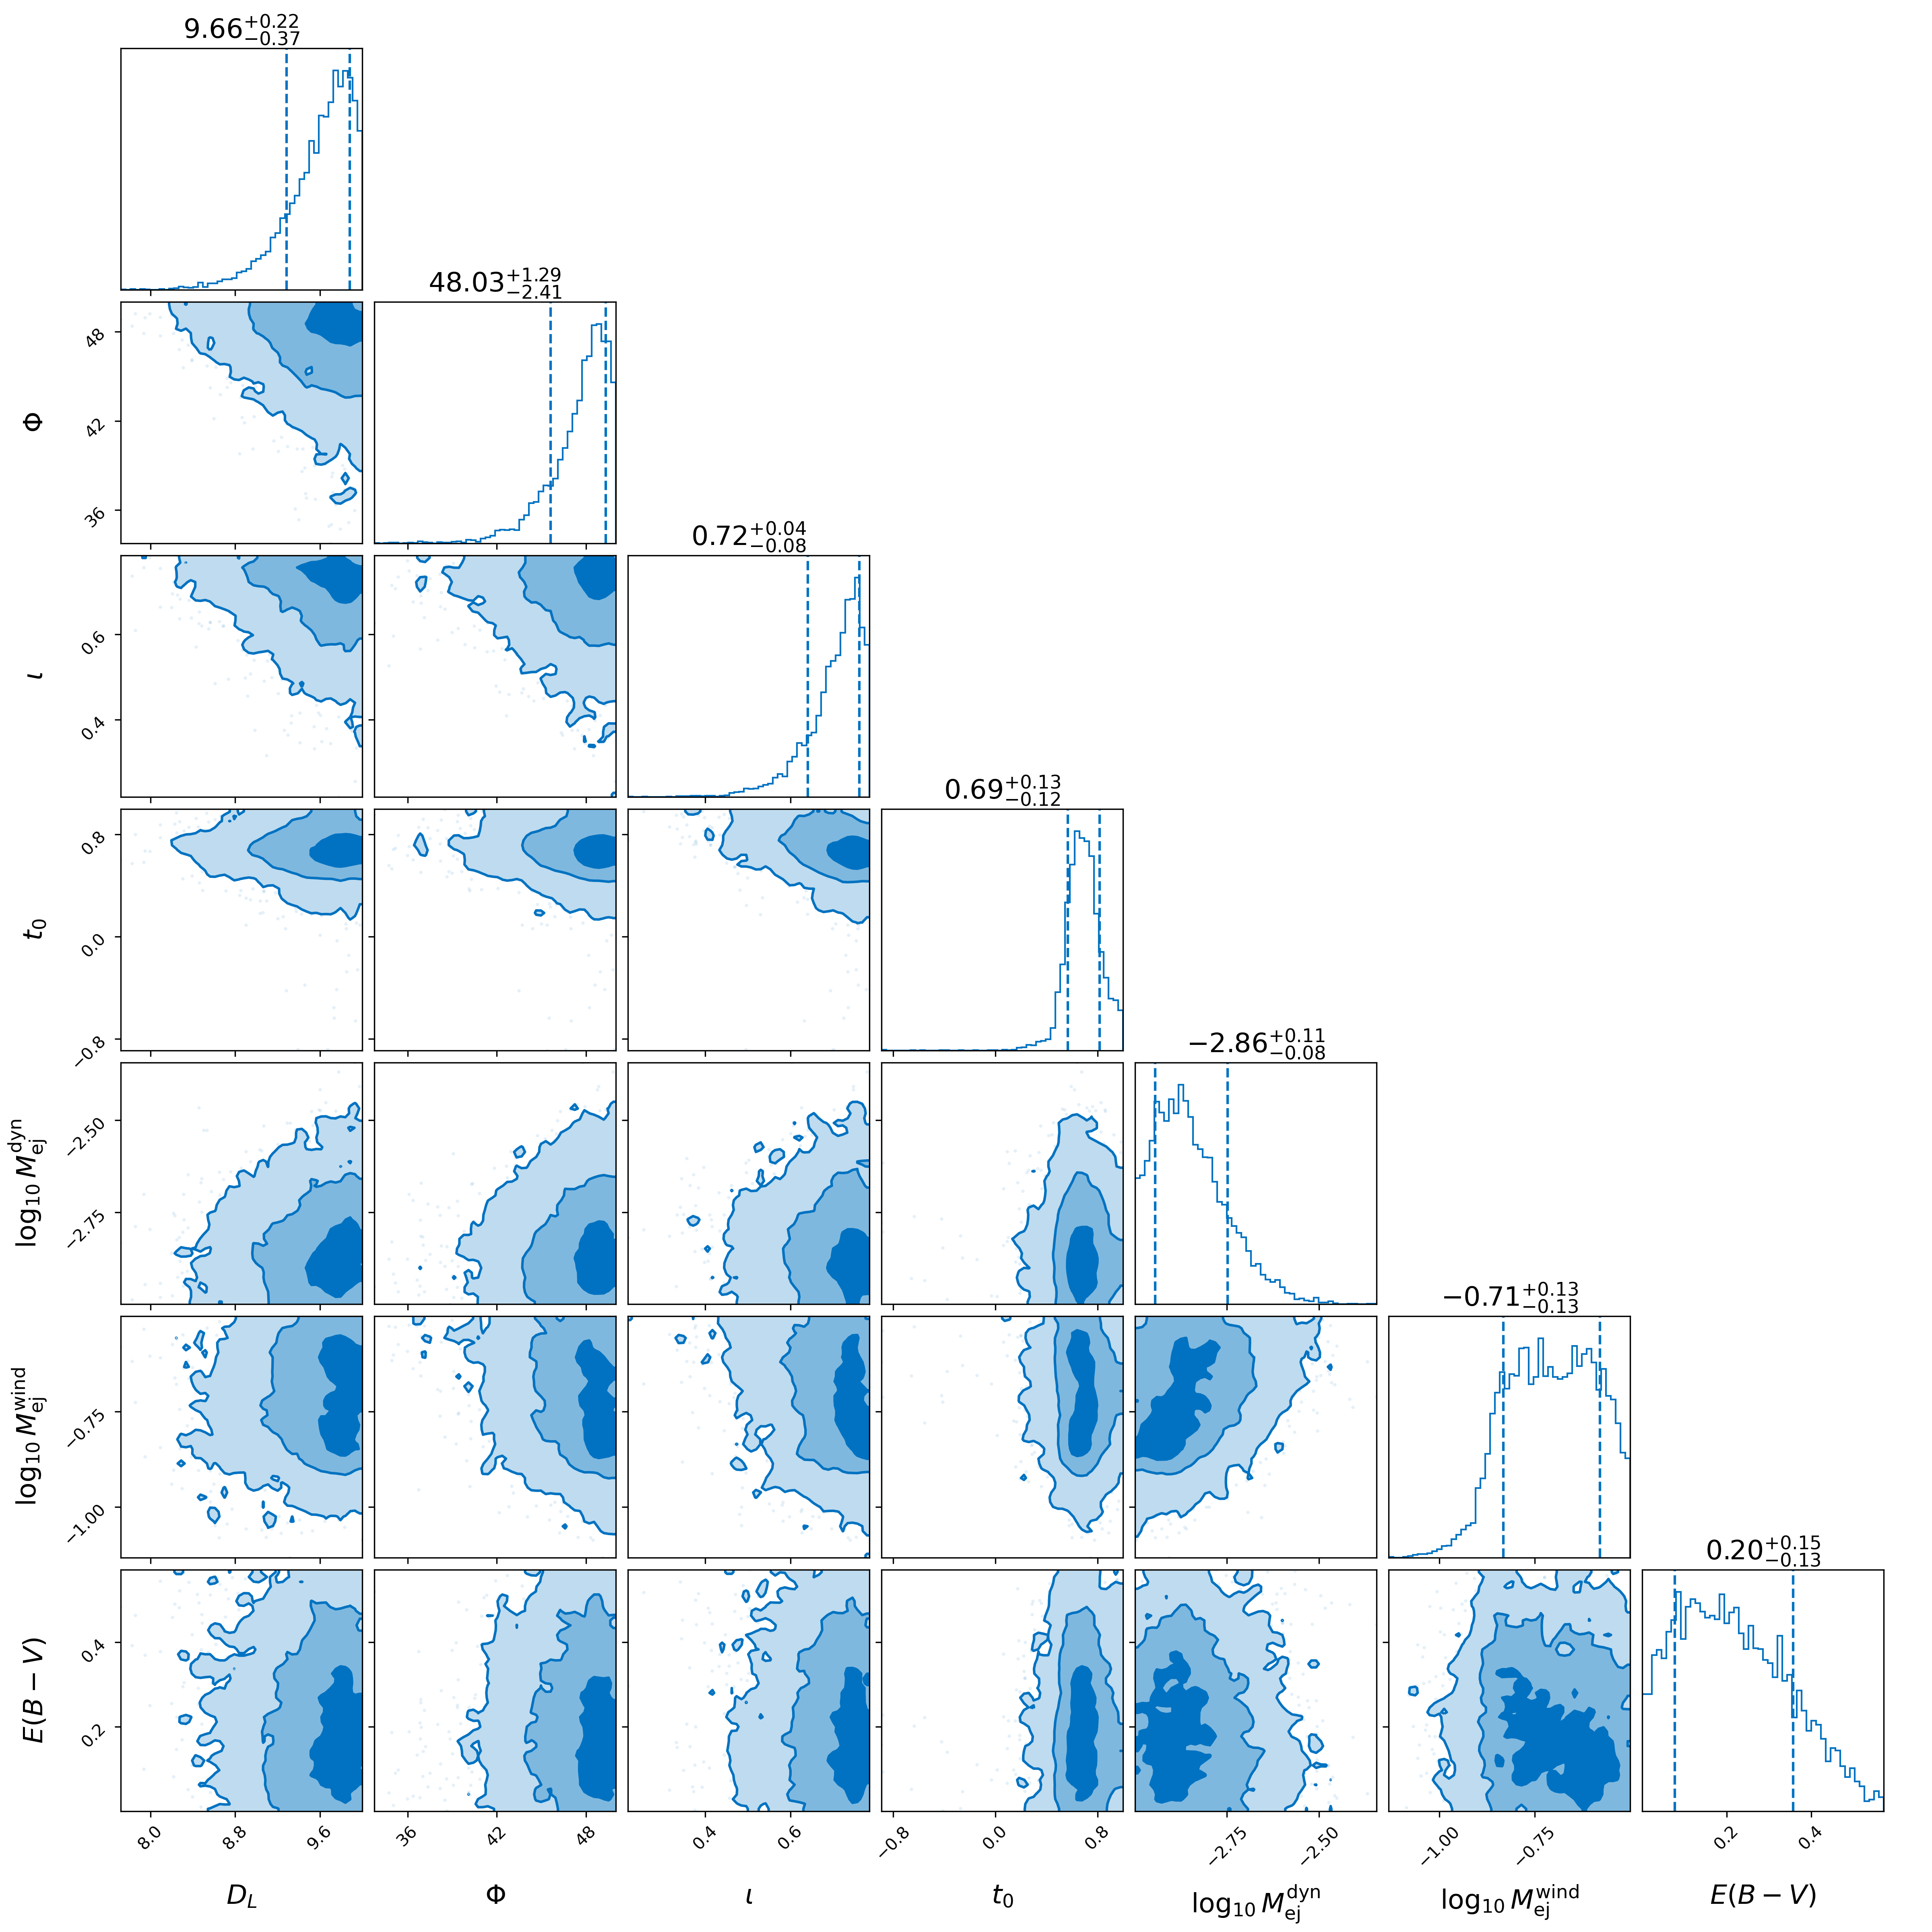 9.66+0.22−0.37
48.03+1.29−2.41
Φ
48
42
36
0.72+0.04−0.08
ι
0.6
0.4
0.69+0.13−0.12
t0
0.8
0.0
−0.8
−2.86+0.11−0.08
log10 Mejdyn
−2.50
−2.75
−0.71+0.13−0.13
log10 Mejwind
−0.75
−1.00
0.20+0.15−0.13
E(B − V)
0.4
0.2
8.0 8.8 9.6 36 42 48 0.4 0.6 −0.8 0.0 0.8 −2.75 −2.50 −1.00 −0.75 0.2 0.4
DL Φ ι t0 log10 Mejdyn log10 Mejwind E(B − V)